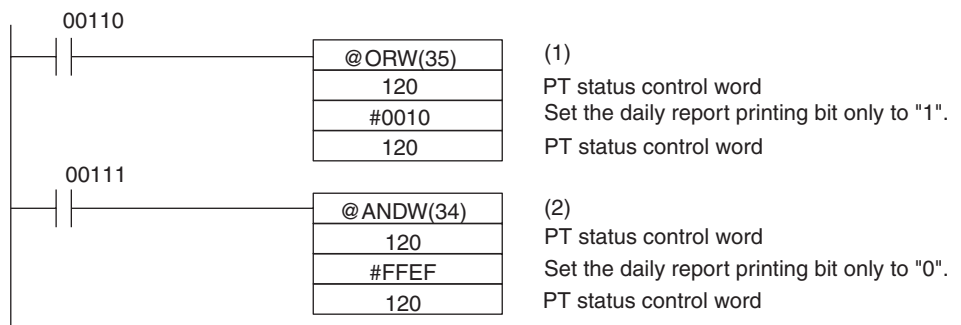 00110
@ORW(35) (1)
120 PT status control word
#0010 Set the daily report printing bit only to "1".
120 PT status control word
00111
@ANDW(34) (2)
120 PT status control word
#FFEF Set the daily report printing bit only to "0".
120 PT status control word